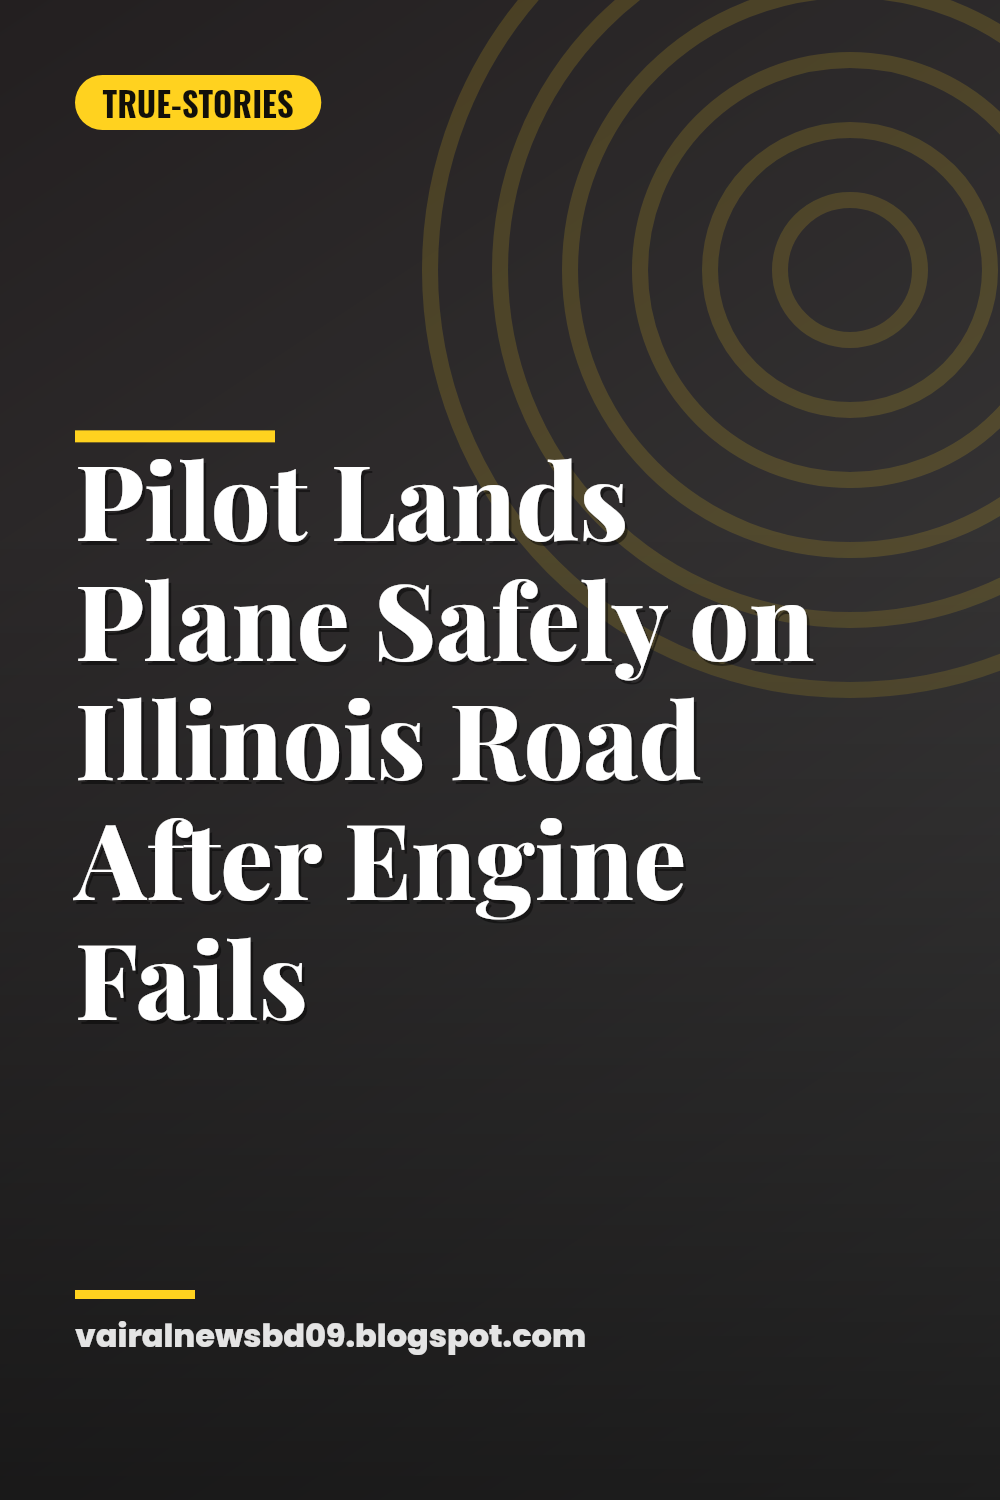 TRUE-STORIES
Pilot Lands
Plane Safely on
Illinois Road
After Engine
Fails
vairalnewsbd09.blogspot.com